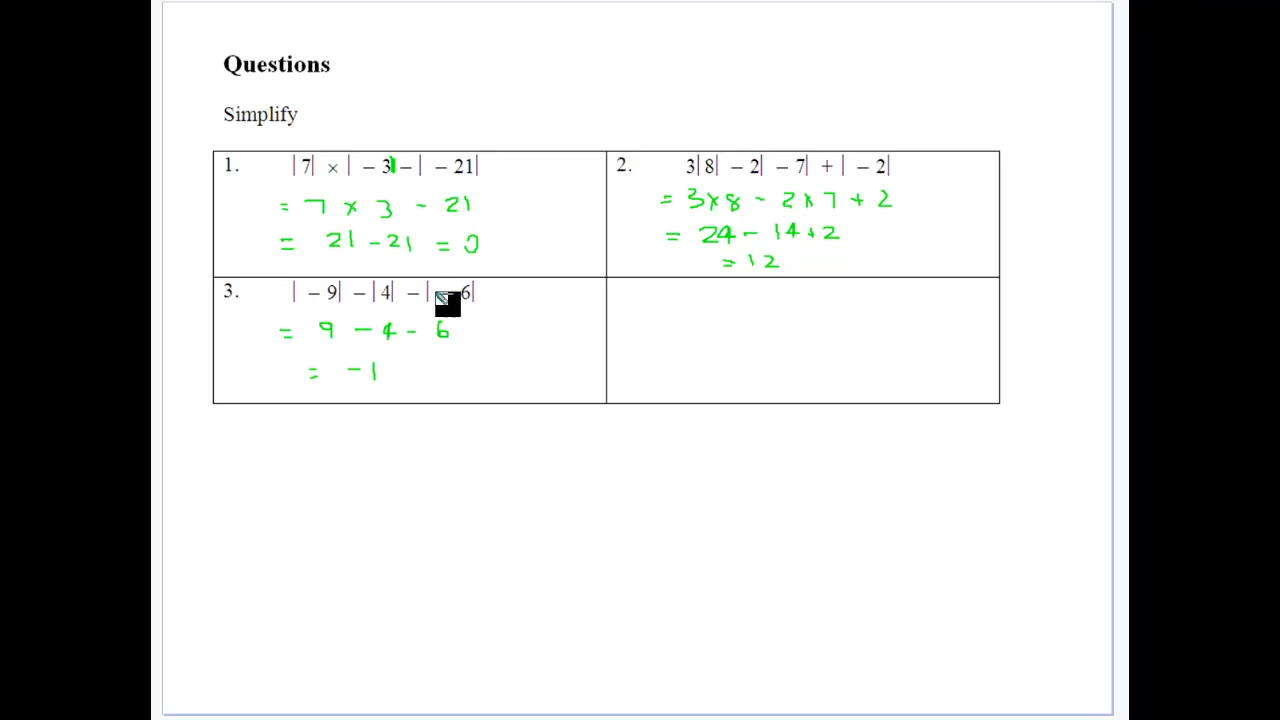 Questions
Simplify
1. |7| × |−3| − |−21|
= 7 × 3 − 21
= 21 − 21 = 0
2. 3|8| − 2|−7| + |−2|
= 3×8 − 2×7 + 2
= 24 − 14 + 2
= 12
3. |−9| − |4| − |−6|
= 9 − 4 − 6
= −1